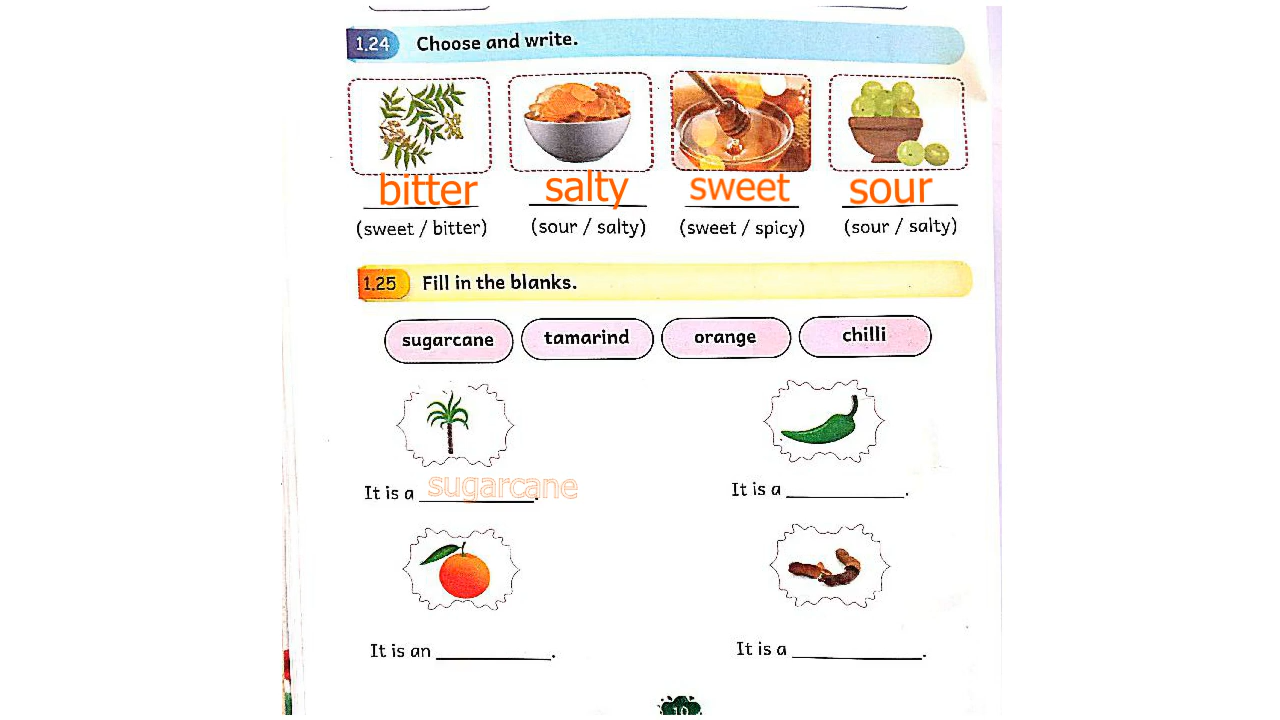 1.24 Choose and write.
bitter salty sweet sour
(sweet / bitter) (sour / salty) (sweet / spicy) (sour / salty)
1.25 Fill in the blanks.
sugarcane tamarind orange chilli
It is a sugarcane. It is a ____________.
It is an ____________. It is a ____________.
10